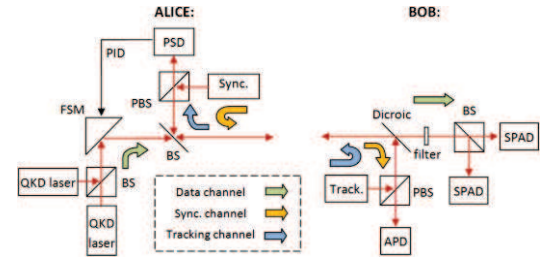 ALICE:
BOB:
PSD
PID
Sync.
PBS
FSM
BS
QKD laser
BS
QKD
laser
Data channel
Sync. channel
Tracking channel
Dicroic
BS
SPAD
filter
Track.
PBS
SPAD
APD